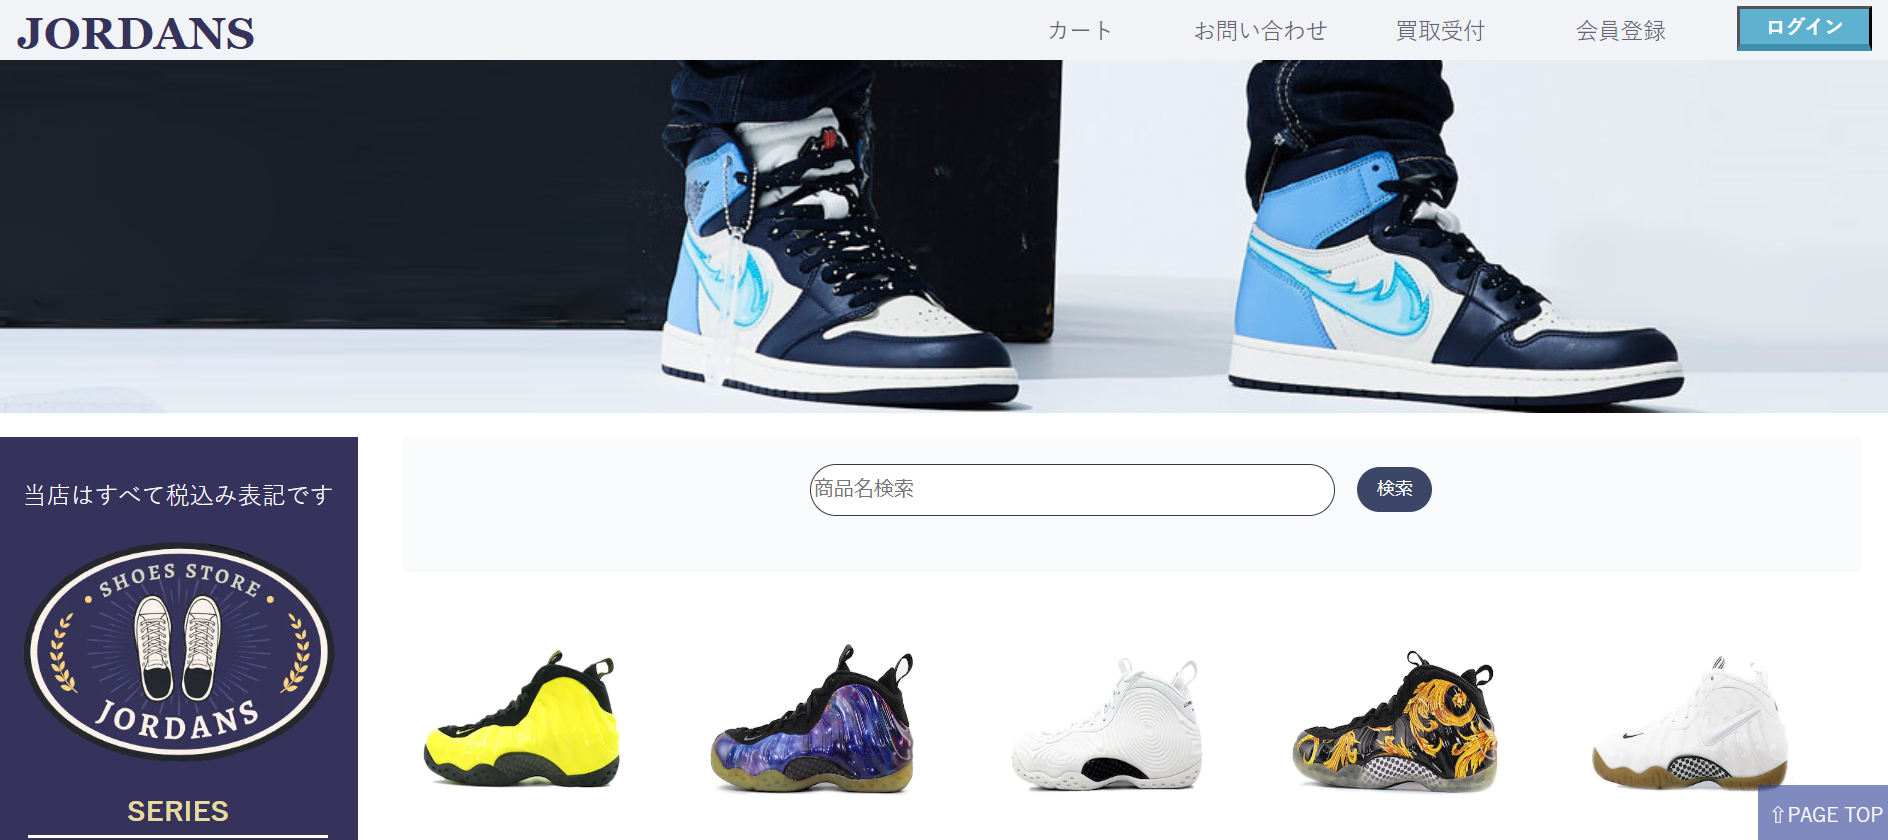 JORDANS
カート
お問い合わせ
買取受付
会員登録
ログイン
当店はすべて税込み表記です
商品名検索
検索
SHOES STORE
JORDANS
SERIES
⇧PAGE TOP